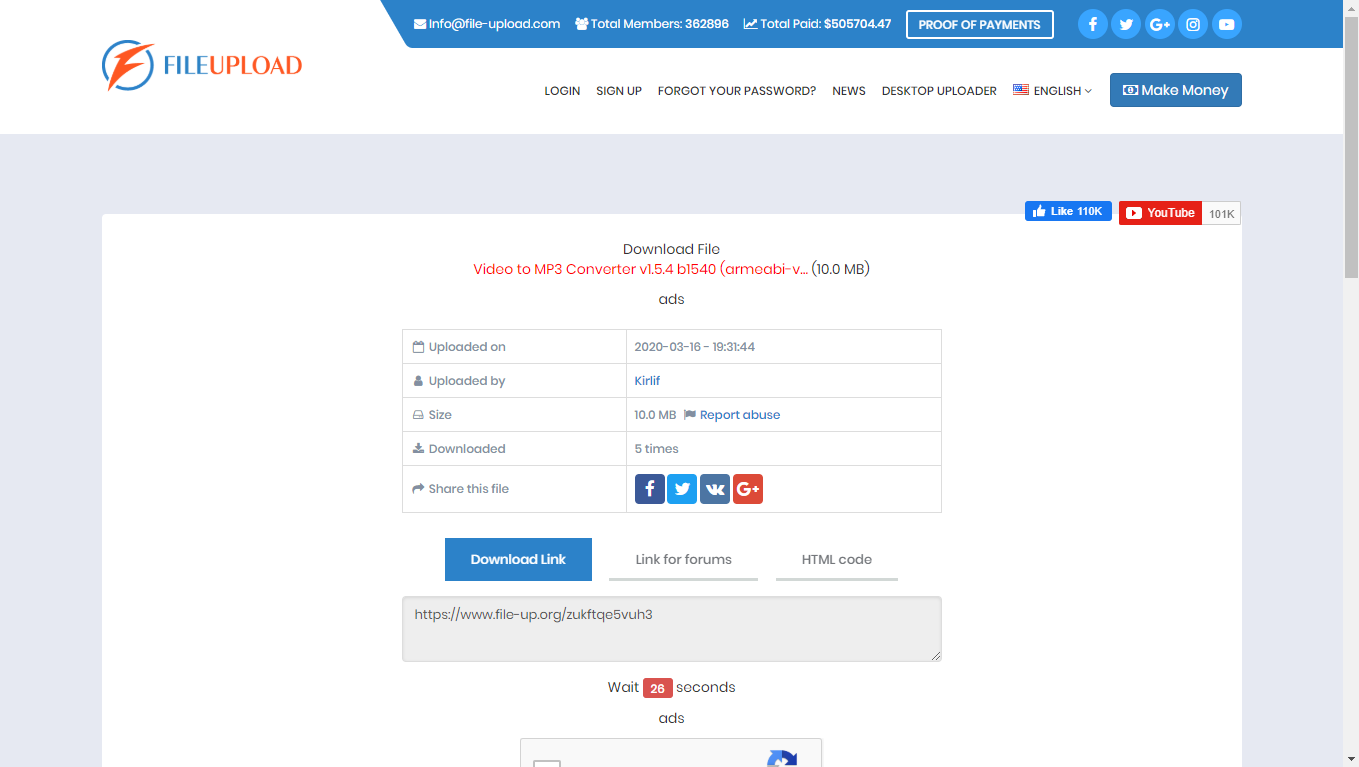 Info@file-upload.com Total Members: 362896 Total Paid: $505704.47 PROOF OF PAYMENTS
FILEUPLOAD
LOGIN SIGN UP FORGOT YOUR PASSWORD? NEWS DESKTOP UPLOADER ENGLISH Make Money
Like 110K YouTube 101K
Download File
Video to MP3 Converter v1.5.4 b1540 (armeabi-v... (10.0 MB)
ads
Uploaded on 2020-03-16 - 19:31:44
Uploaded by Kirlif
Size 10.0 MB Report abuse
Downloaded 5 times
Share this file
Download Link Link for forums HTML code
https://www.file-up.org/zukftqe5vuh3
Wait 26 seconds
ads